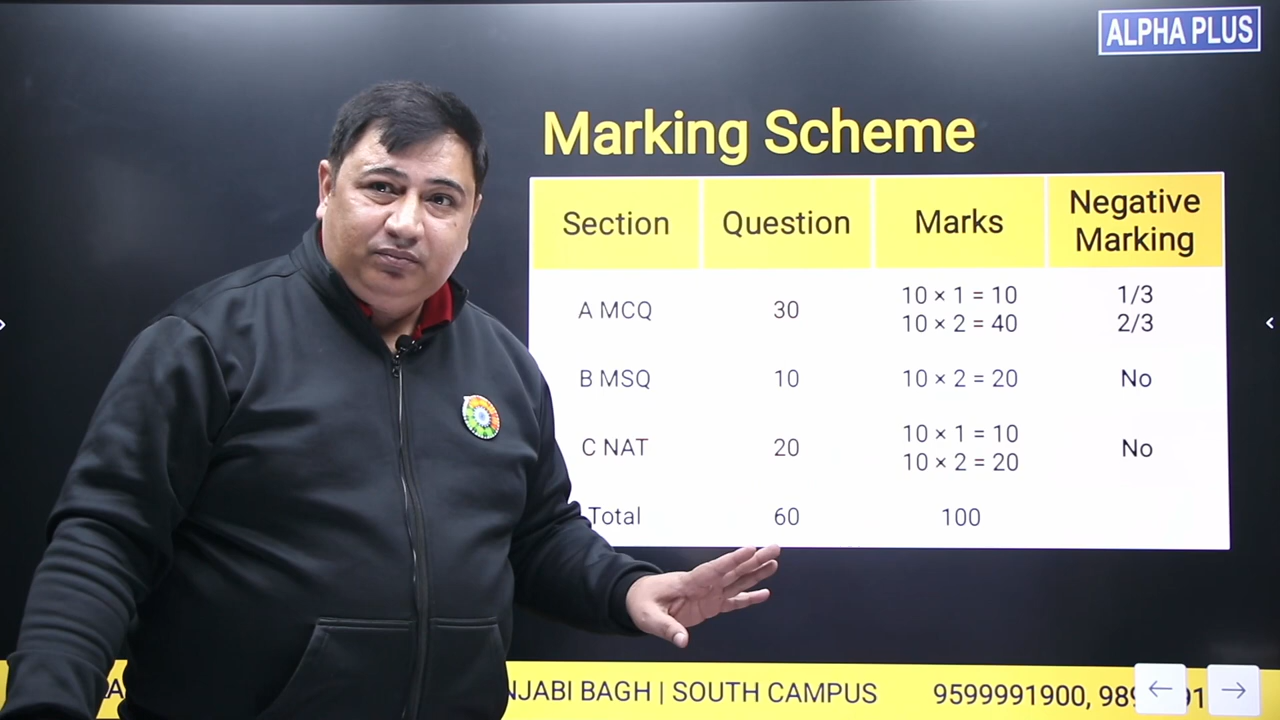 ALPHA PLUS
Marking Scheme
Section Question Marks Negative Marking
A MCQ 30 10 × 1 = 10 1/3
10 × 2 = 40 2/3
B MSQ 10 10 × 2 = 20 No
C NAT 20 10 × 1 = 10 No
10 × 2 = 20
Total 60 100
NJABI BAGH | SOUTH CAMPUS 9599991900,